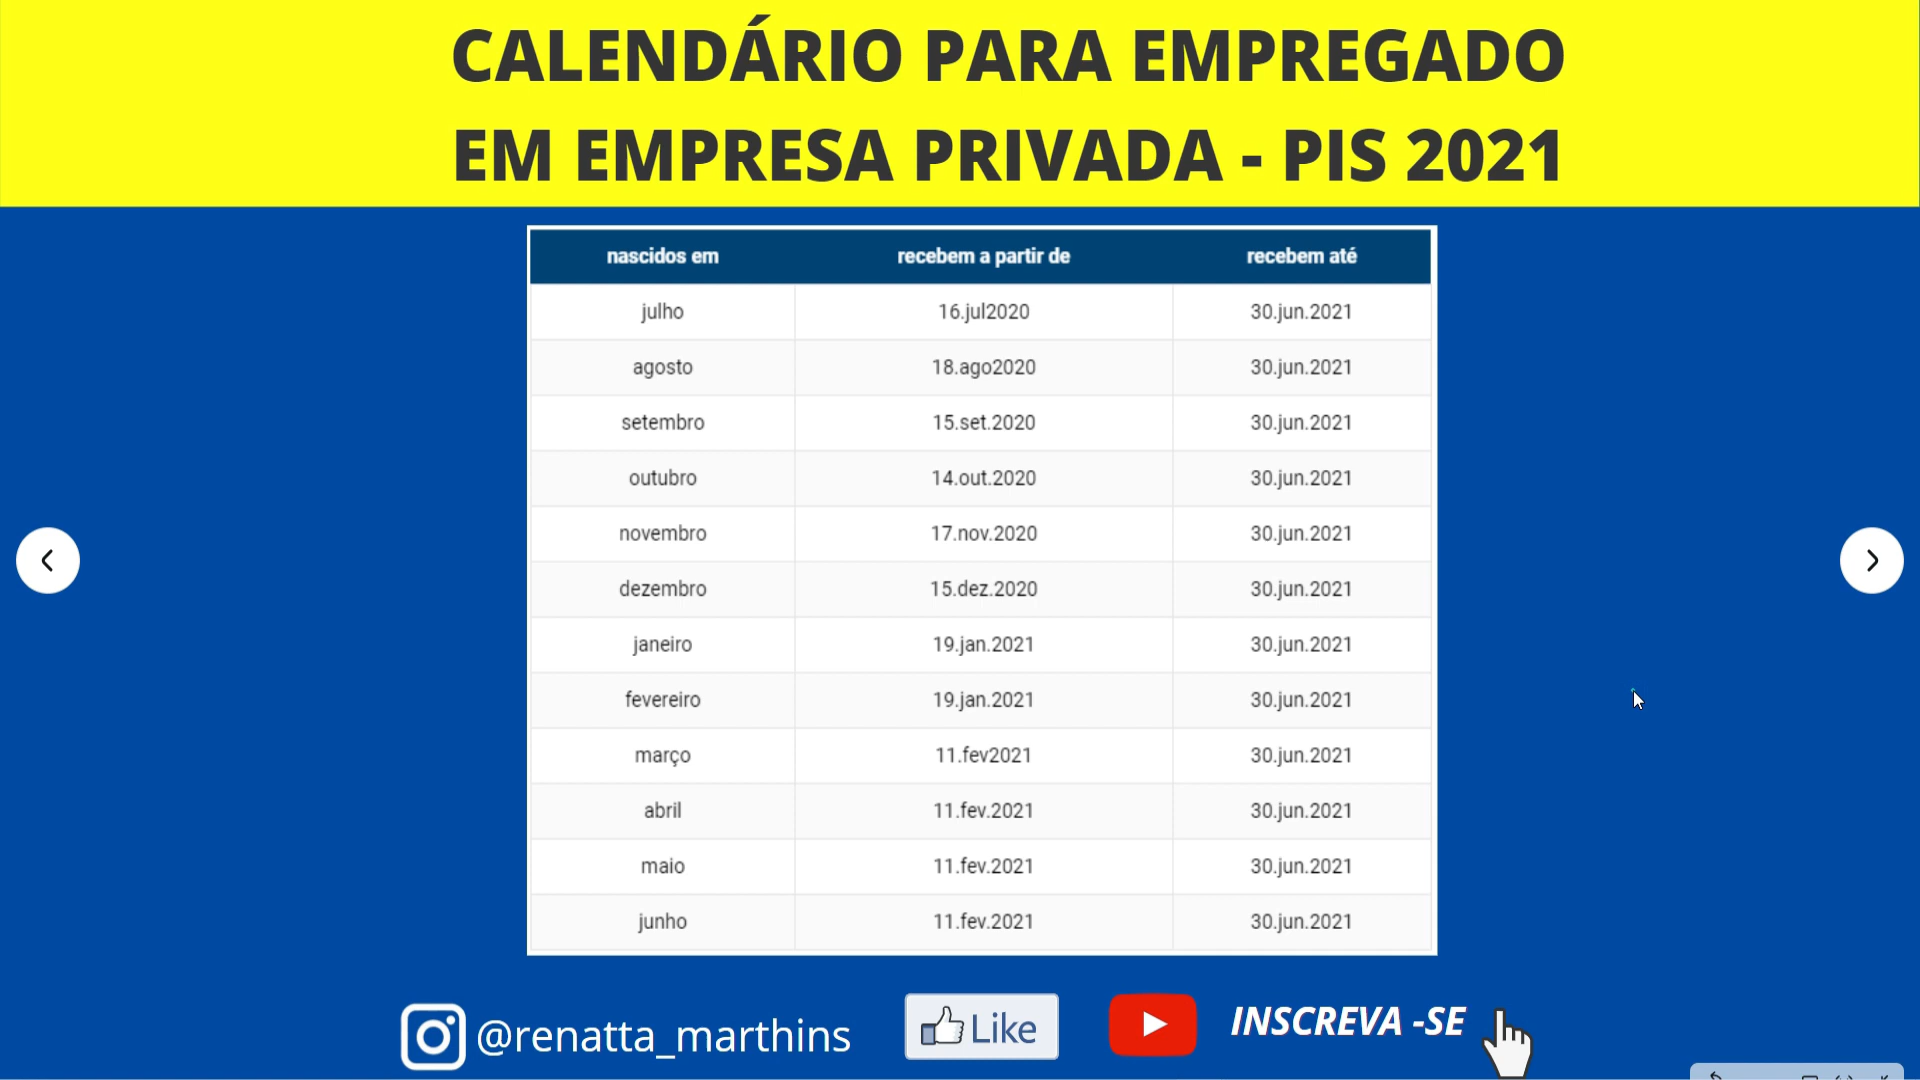 CALENDÁRIO PARA EMPREGADO
EM EMPRESA PRIVADA - PIS 2021
nascidos em recebem a partir de recebem até
julho 16.jul2020 30.jun.2021
agosto 18.ago2020 30.jun.2021
setembro 15.set.2020 30.jun.2021
outubro 14.out.2020 30.jun.2021
novembro 17.nov.2020 30.jun.2021
dezembro 15.dez.2020 30.jun.2021
janeiro 19.jan.2021 30.jun.2021
fevereiro 19.jan.2021 30.jun.2021
março 11.fev2021 30.jun.2021
abril 11.fev.2021 30.jun.2021
maio 11.fev.2021 30.jun.2021
junho 11.fev.2021 30.jun.2021
@renatta_marthins Like INSCREVA -SE